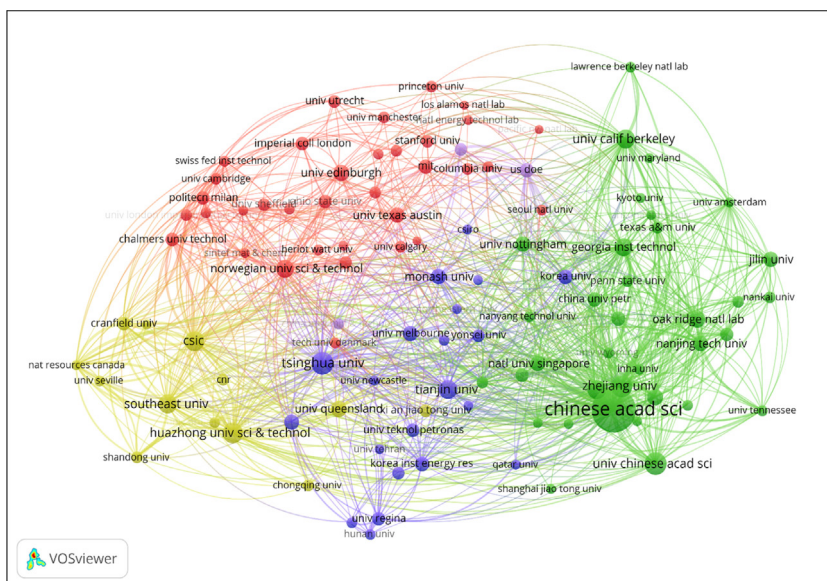 lawrence berkeley natl lab
princeton univ
univ utrecht
los alamos natl lab
univ manchester
natl energy technol lab
imperial coll london
stanford univ
univ calif berkeley
swiss fed inst technol
mit
columbia univ
us doe
univ maryland
univ cambridge
univ edinburgh
politecn milan
kyoto univ
univ amsterdam
univ sheffield
ohio state univ
seoul natl univ
univ texas austin
texas a&m univ
csiro
chalmers univ technol
heriot watt univ
univ calgary
univ nottingham
georgia inst technol
sintef mat & chem
norwegian univ sci & technol
jilin univ
monash univ
korea univ
penn state univ
china univ petr
nankai univ
cranfield univ
nanyang technol univ
oak ridge natl lab
csic
univ melbourne
yonsei univ
tech univ denmark
nanjing tech univ
nat resources canada
tsinghua univ
natl univ singapore
inha univ
univ seville
cnr
univ newcastle
tianjin univ
zhejiang univ
southeast univ
univ queensland
xi an jiao tong univ
chinese acad sci
univ tennessee
huazhong univ sci & technol
univ teknol petronas
univ tehran
shandong univ
korea inst energy res
qatar univ
univ chinese acad sci
chongqing univ
shanghai jiao tong univ
univ regina
hunan univ
VOSviewer